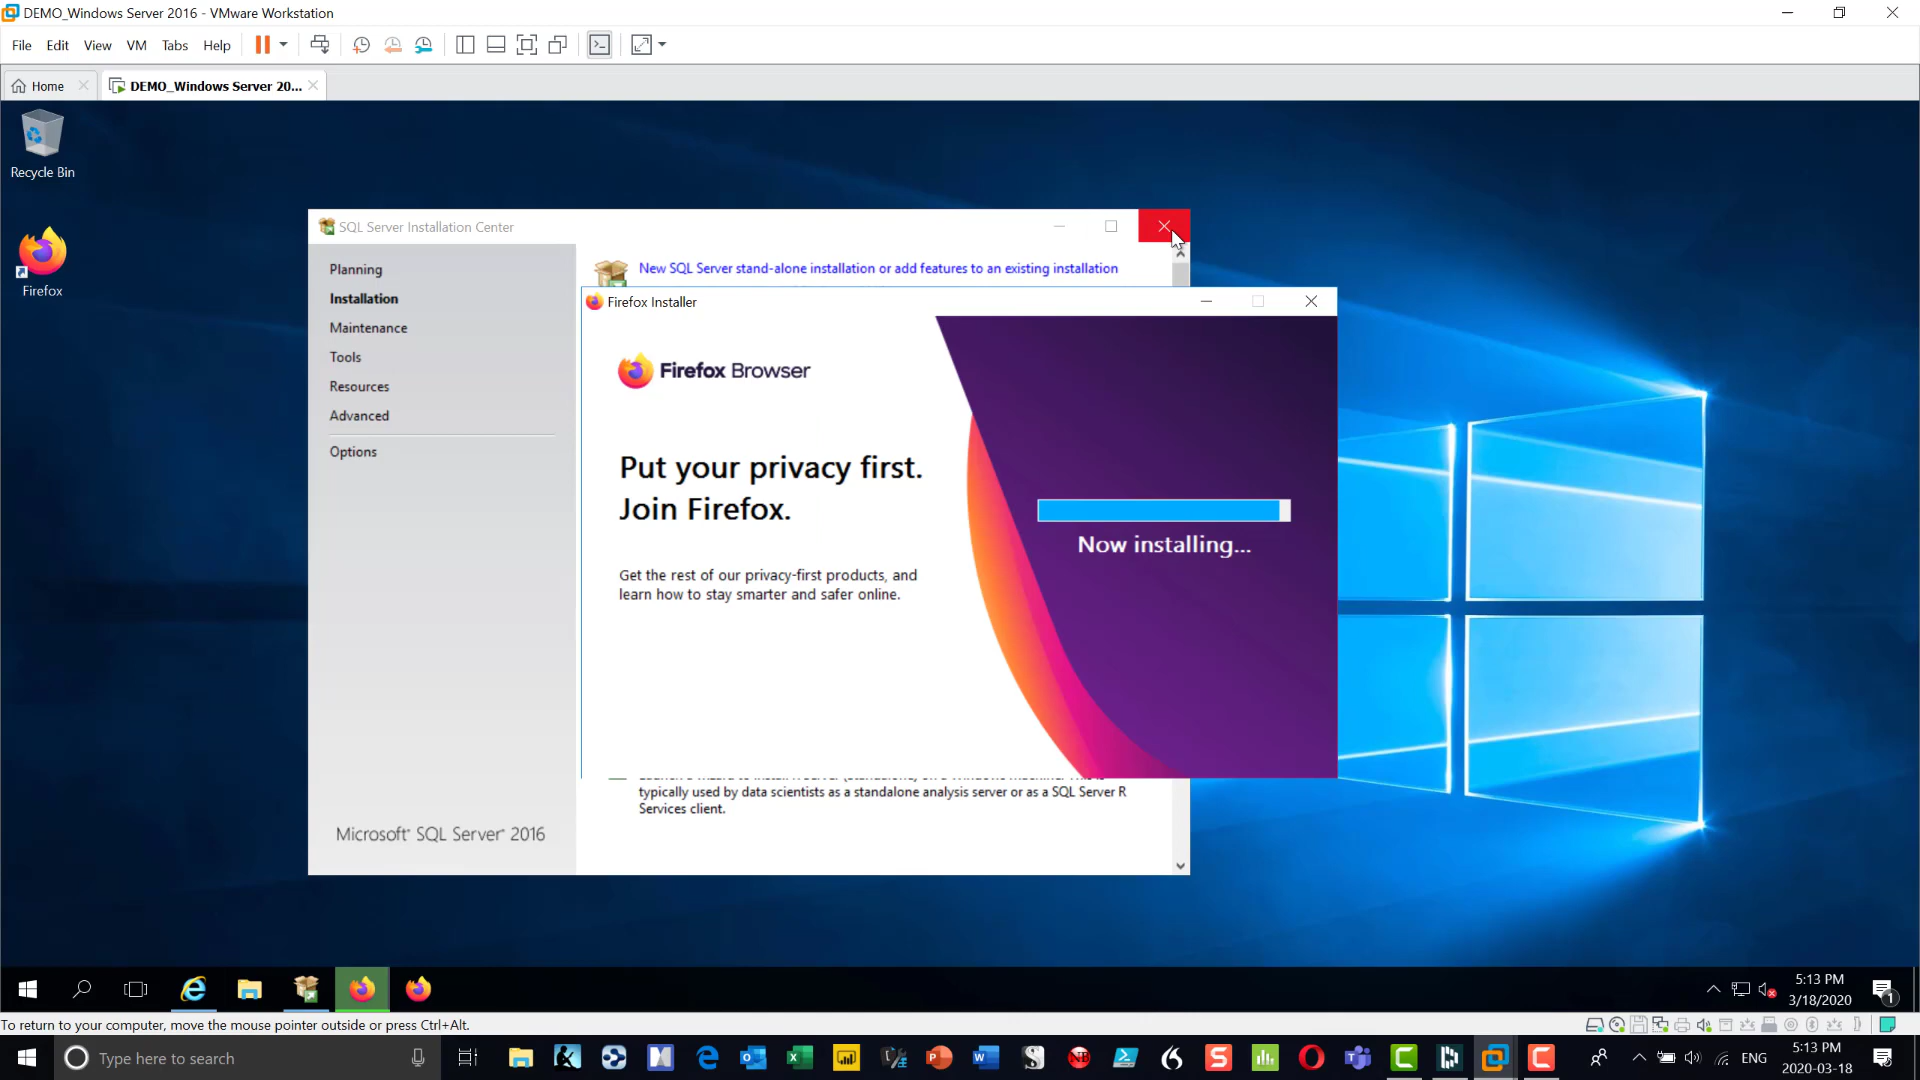 DEMO_Windows Server 2016 - VMware Workstation
File Edit View VM Tabs Help
Home DEMO_Windows Server 20...
Recycle Bin
Firefox
SQL Server Installation Center
Planning
Installation
Maintenance
Tools
Resources
Advanced
Options
Microsoft SQL Server 2016
New SQL Server stand-alone installation or add features to an existing installation
Firefox Installer
Firefox Browser
Put your privacy first.
Join Firefox.
Get the rest of our privacy-first products, and
learn how to stay smarter and safer online.
Now installing...
typically used by data scientists as a standalone analysis server or as a SQL Server R
Services client.
5:13 PM
3/18/2020
1
To return to your computer, move the mouse pointer outside or press Ctrl+Alt.
Type here to search
ENG
5:13 PM
2020-03-18